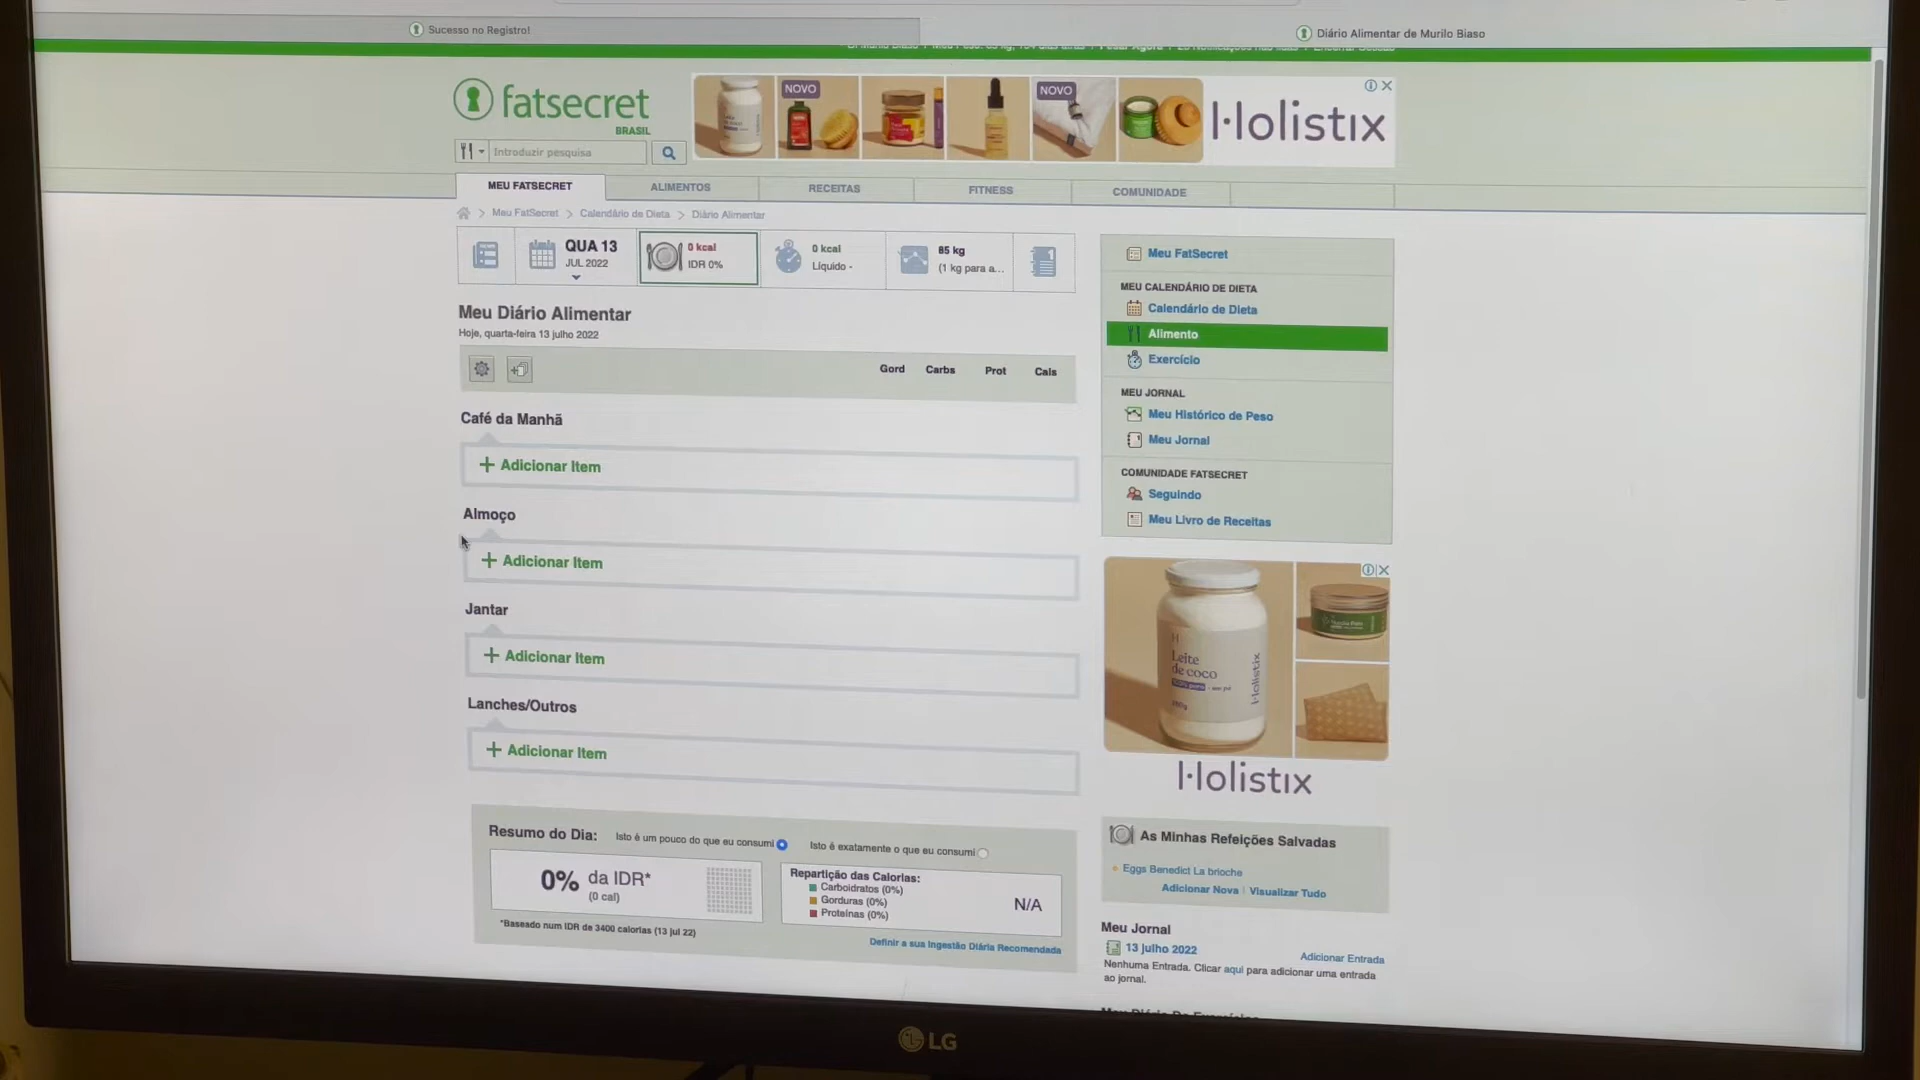 Sucesso no Registro!
Diário Alimentar de Murilo Biaso
fatsecret
BRASIL
Introduzir pesquisa
NOVO
NOVO
Holistix
MEU FATSECRET
ALIMENTOS
RECEITAS
FITNESS
COMUNIDADE
Meu FatSecret > Calendário de Dieta > Diário Alimentar
QUA 13
JUL 2022
0 kcal
IDR 0%
0 kcal
Líquido -
85 kg
(1 kg para a...
Meu Diário Alimentar
Hoje, quarta-feira 13 julho 2022
Gord Carbs Prot Cals
Café da Manhã
+ Adicionar Item
Almoço
+ Adicionar Item
Jantar
+ Adicionar Item
Lanches/Outros
+ Adicionar Item
Resumo do Dia: Isto é um pouco do que eu consumi Isto é exatamente o que eu consumi
0% da IDR*
(0 cal)
Repartição das Calorias:
Carboidratos (0%)
Gorduras (0%)
Proteínas (0%)
N/A
*Baseado num IDR de 3400 calorias (13 jul 22)
Definir a sua Ingestão Diária Recomendada
Meu FatSecret
MEU CALENDÁRIO DE DIETA
Calendário de Dieta
Alimento
Exercício
MEU JORNAL
Meu Histórico de Peso
Meu Jornal
COMUNIDADE FATSECRET
Seguindo
Meu Livro de Receitas
H
Leite
de coco
Holistix
Holistix
As Minhas Refeições Salvadas
Eggs Benedict La brioche
Adicionar Nova | Visualizar Tudo
Meu Jornal
13 julho 2022
Adicionar Entrada
Nenhuma Entrada. Clicar aqui para adicionar uma entrada
ao jornal.
LG